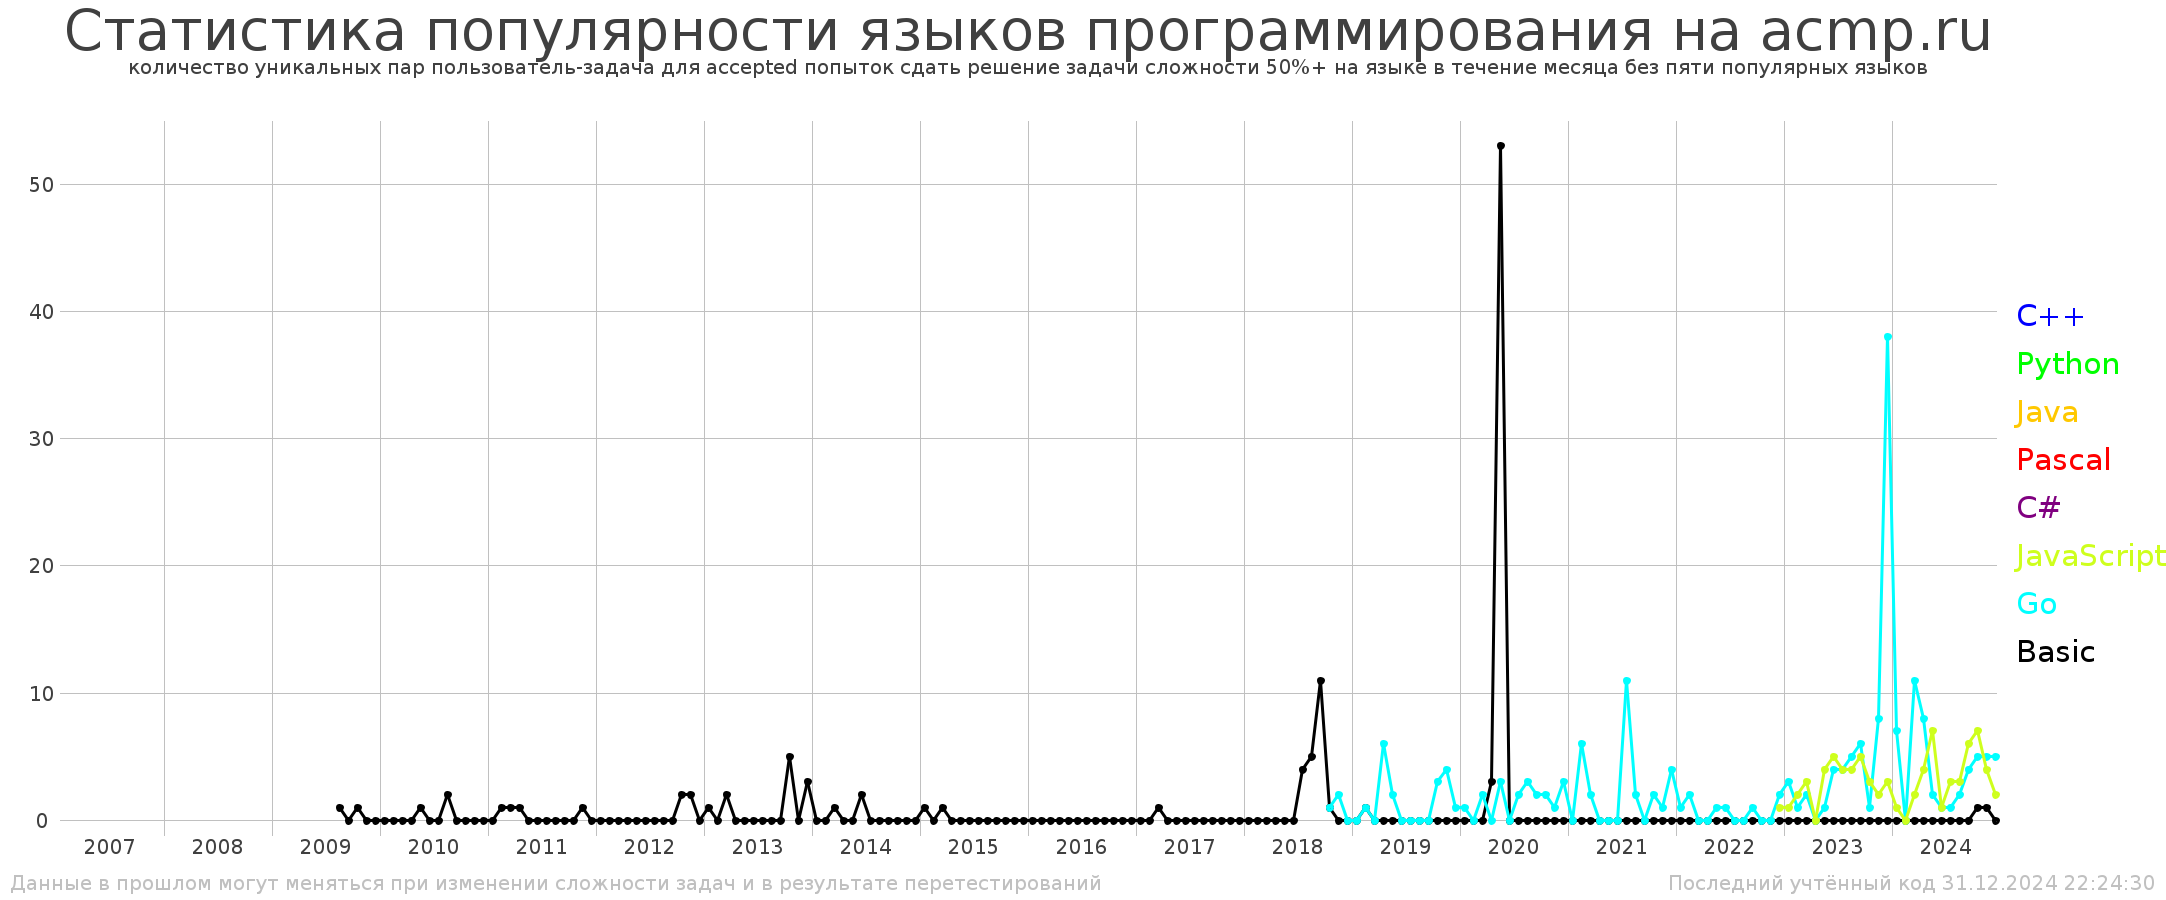 Статистика популярности языков программирования на acmp.ru
количество уникальных пар пользователь-задача для accepted попыток сдать решение задачи сложности 50%+ на языке в течение месяца без пяти популярных языков
50
40
30
20
10
0
C++
Python
Java
Pascal
C#
JavaScript
Go
Basic
2007 2008 2009 2010 2011 2012 2013 2014 2015 2016 2017 2018 2019 2020 2021 2022 2023 2024
Данные в прошлом могут меняться при изменении сложности задач и в результате перетестирований
Последний учтённый код 31.12.2024 22:24:30